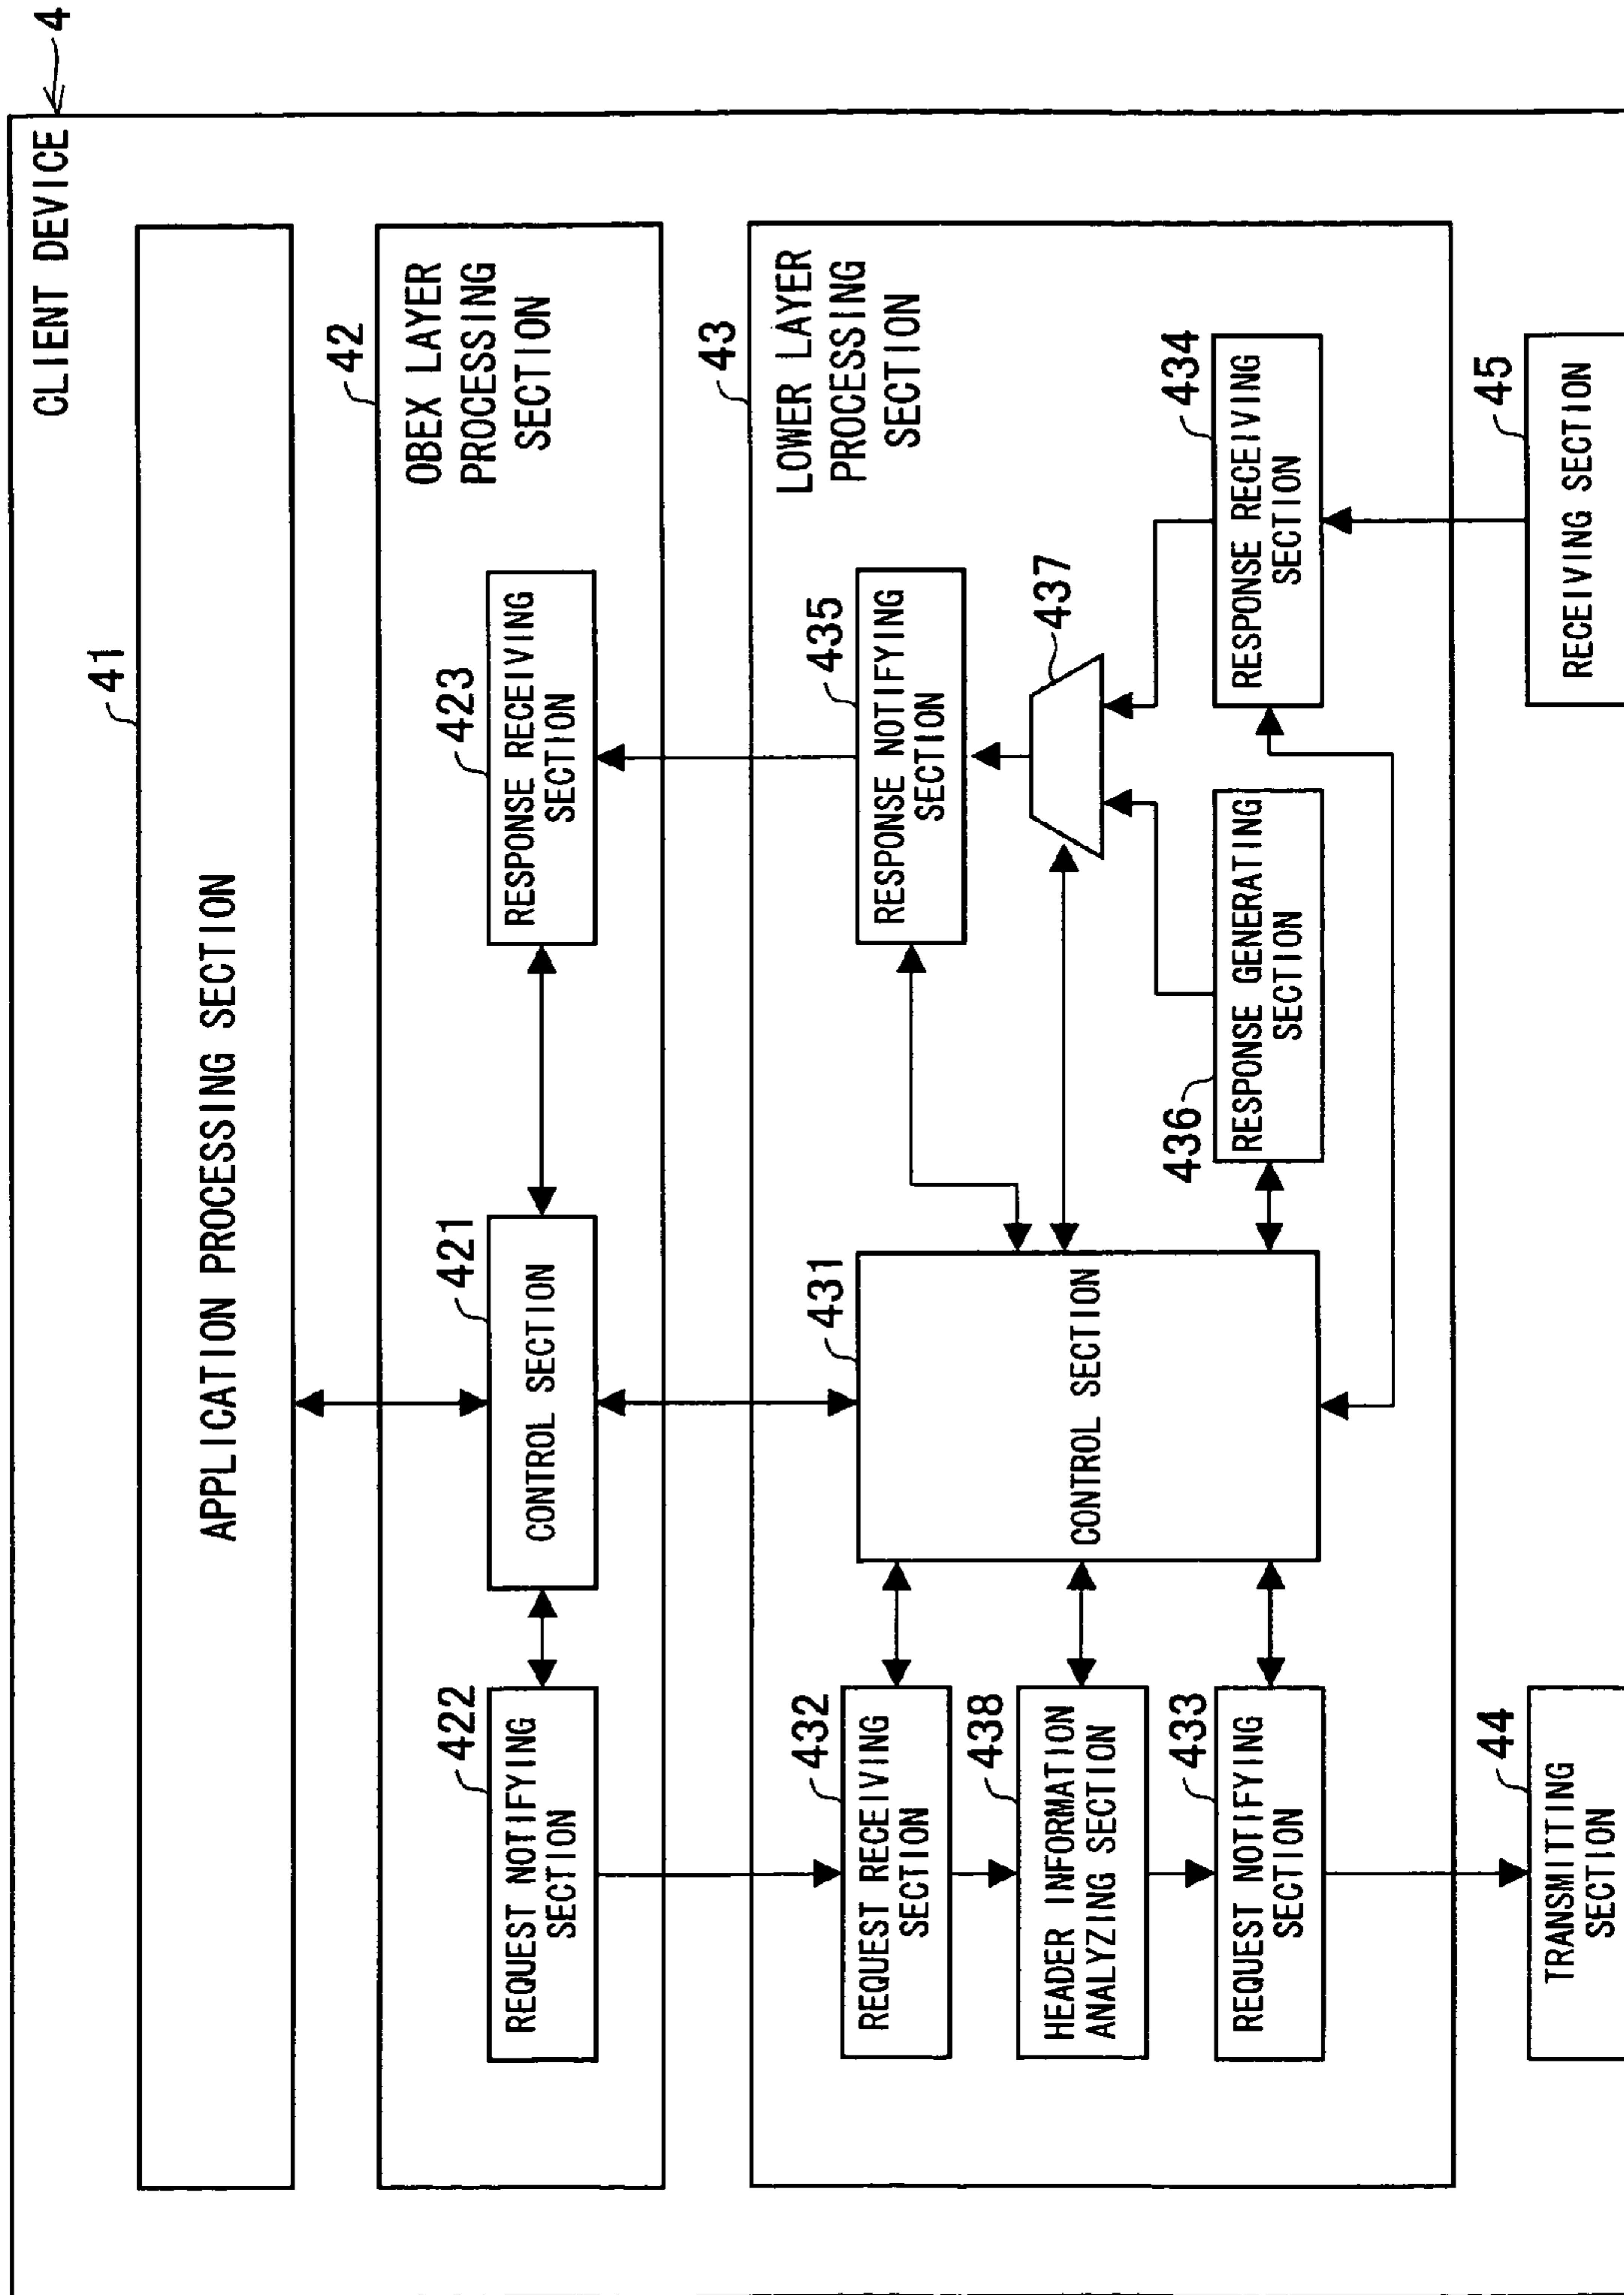 CLIENT DEVICE
4
41
APPLICATION PROCESSING SECTION
42
OBEX LAYER
PROCESSING
SECTION
422
REQUEST NOTIFYING
SECTION
421
CONTROL SECTION
423
RESPONSE RECEIVING
SECTION
43
LOWER LAYER
PROCESSING
SECTION
432
REQUEST RECEIVING
SECTION
438
HEADER INFORMATION
ANALYZING SECTION
433
REQUEST NOTIFYING
SECTION
431
CONTROL SECTION
435
RESPONSE NOTIFYING
SECTION
437
436
RESPONSE GENERATING
SECTION
434
RESPONSE RECEIVING
SECTION
44
TRANSMITTING
SECTION
45
RECEIVING SECTION